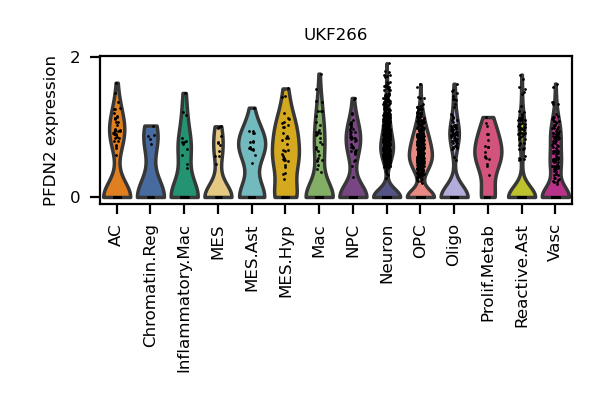 UKF266
PFDN2 expression
2
0
AC
Chromatin.Reg
Inflammatory.Mac
MES
MES.Ast
MES.Hyp
Mac
NPC
Neuron
OPC
Oligo
Prolif.Metab
Reactive.Ast
Vasc